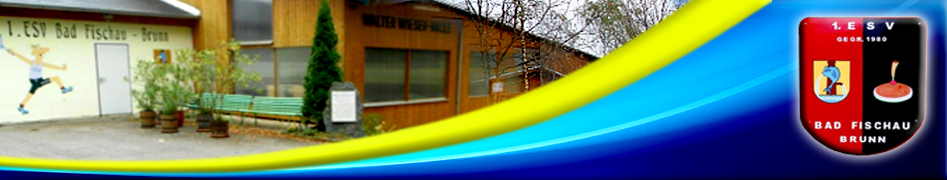 1. ESV Bad Fischau - Brunn
WALTER WIESER-HALLE
1. E S V
GEGR. 1980
BAD FISCHAU
BRUNN